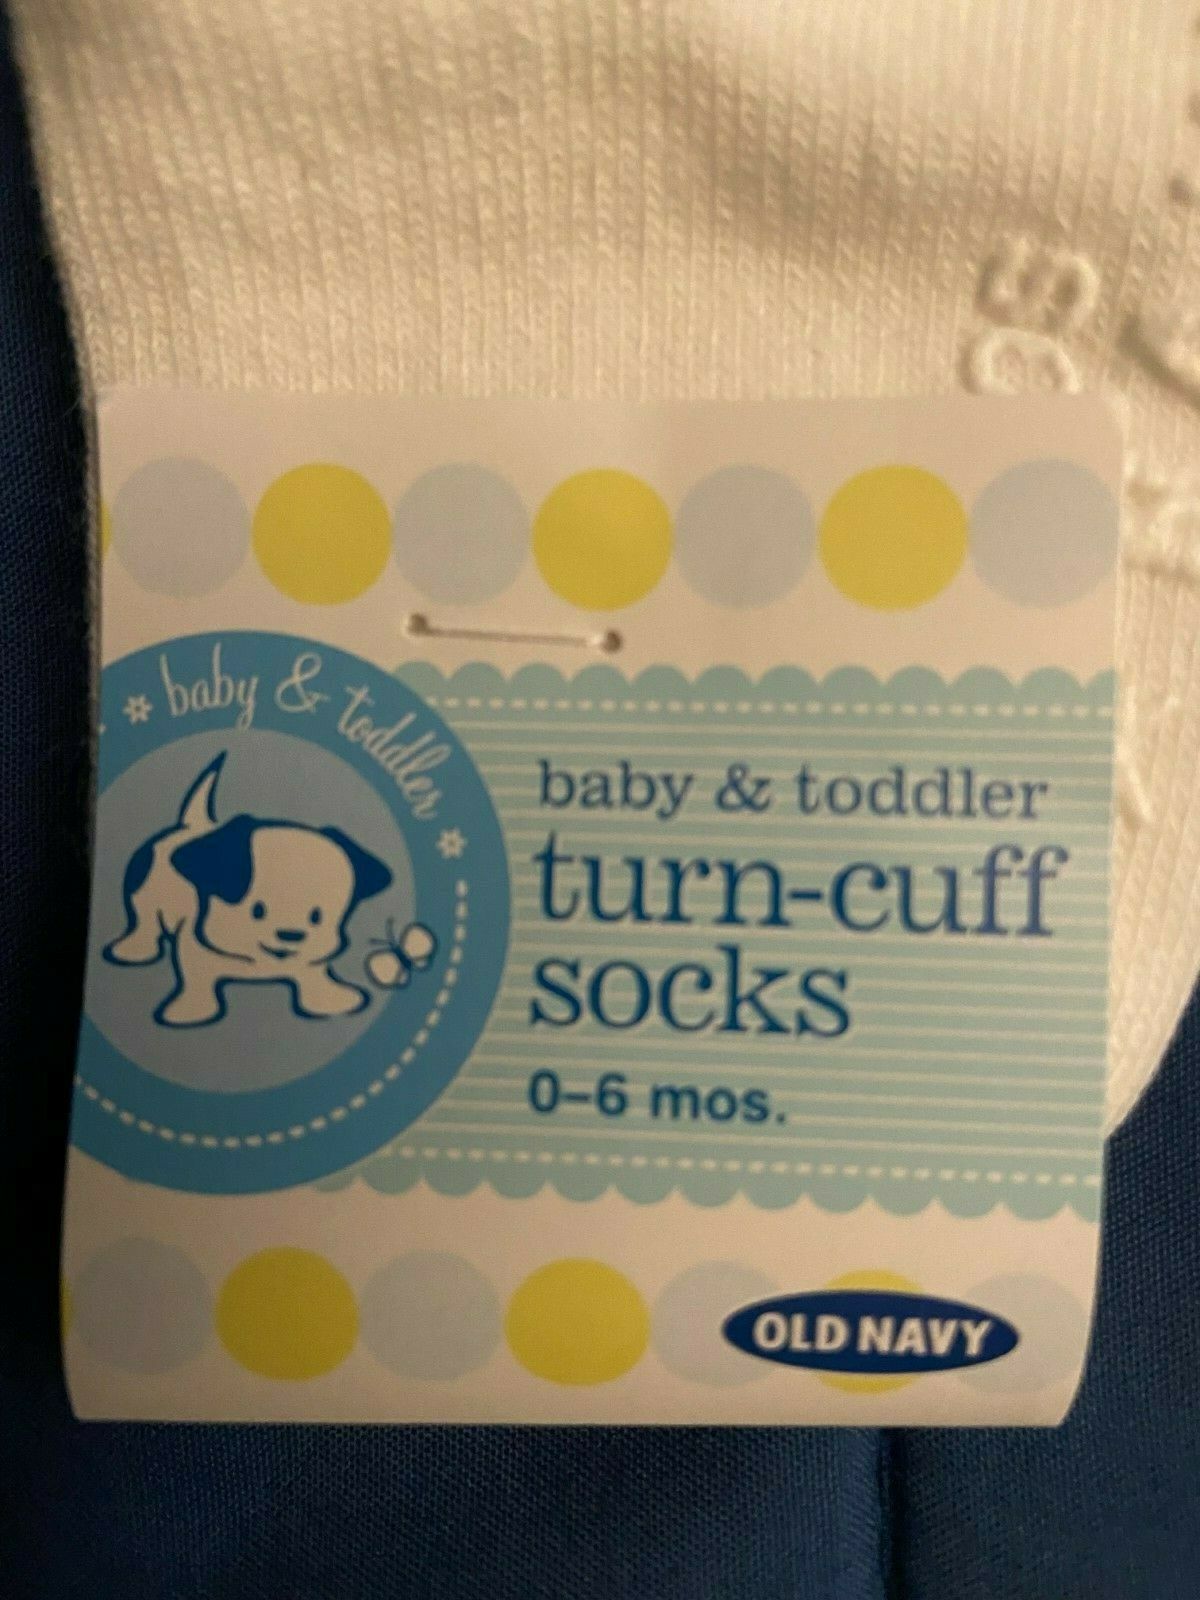 baby & toddler
baby & toddler
turn-cuff
socks
0-6 mos.
OLD NAVY